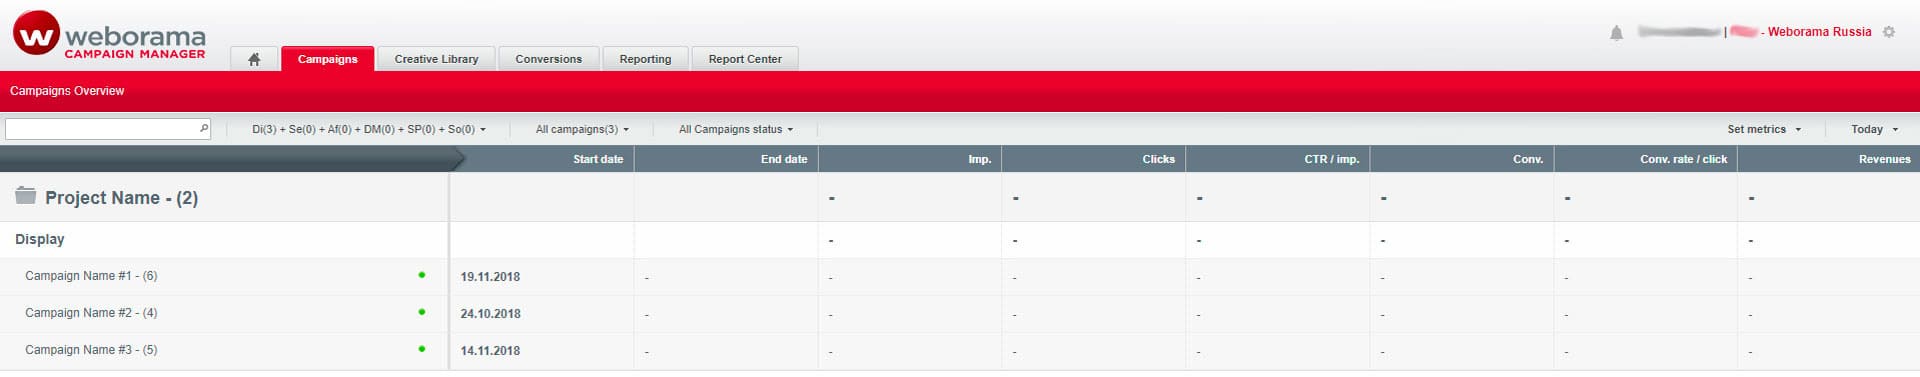 weborama
CAMPAIGN MANAGER
Campaigns Creative Library Conversions Reporting Report Center
| - Weborama Russia
Campaigns Overview
Di(3) + Se(0) + Af(0) + DM(0) + SP(0) + So(0) All campaigns(3) All Campaigns status Set metrics Today
Start date End date Imp. Clicks CTR / imp. Conv. Conv. rate / click Revenues
Project Name - (2) - - - - - -
Display - - - - - -
Campaign Name #1 - (6) 19.11.2018 - - - - - - -
Campaign Name #2 - (4) 24.10.2018 - - - - - - -
Campaign Name #3 - (5) 14.11.2018 - - - - - - -